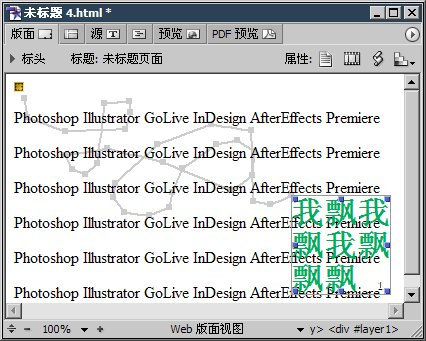 未标题 4.html *
版面 源 预览 PDF 预览
标头 标题: 未标题页面 属性:
Photoshop Illustrator GoLive InDesign AfterEffects Premiere
Photoshop Illustrator GoLive InDesign AfterEffects Premiere
Photoshop Illustrator GoLive InDesign AfterEffects Premiere
Photoshop Illustrator GoLive InDesign AfterEffects Premiere
Photoshop Illustrator GoLive InDesign AfterEffects Premiere
Photoshop Illustrator GoLive InDesign AfterEffects Premiere
我飘我
飘我飘
飘飘
1
100% Web 版面视图 y> <div #layer1>